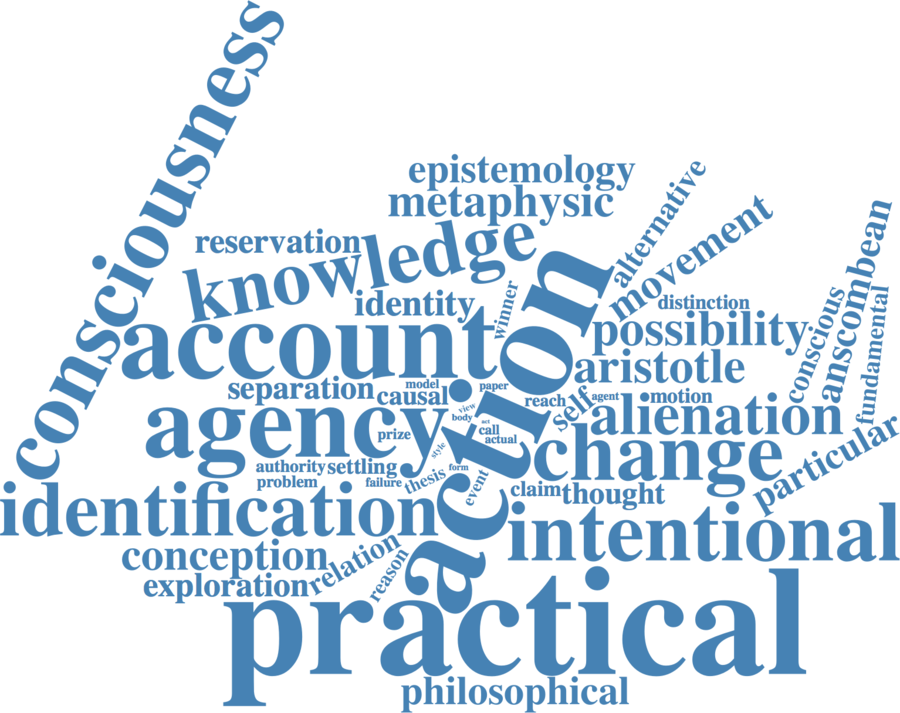 consciousness
epistemology
metaphysic
alternative
movement
reservation
knowledge
anscombean
identity
winner
distinction
conscious
fundamental
account
action
possibility
aristotle
separation
model
paper
causal
reach
self
agent
motion
agency
view
body
act
call
actual
prize
style
alienation
change
particular
authority
settling
form
problem
failure
thesis
event
claim
thought
identification
intentional
conception
relation
reason
exploration
practical
philosophical